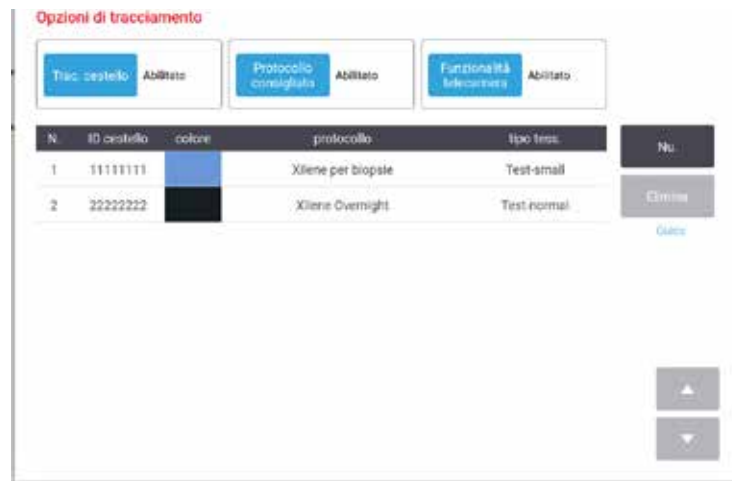 Opzioni di tracciamento
Trac. cestello Abilitato
Protocollo consigliato Abilitato
Funzionalità telecamera Abilitato
N. ID cestello colore protocollo tipo tess.
1 11111111 Xilene per biopsie Test-small
2 22222222 Xilene Overnight Test-normal
Nu.
Elimina
Guida